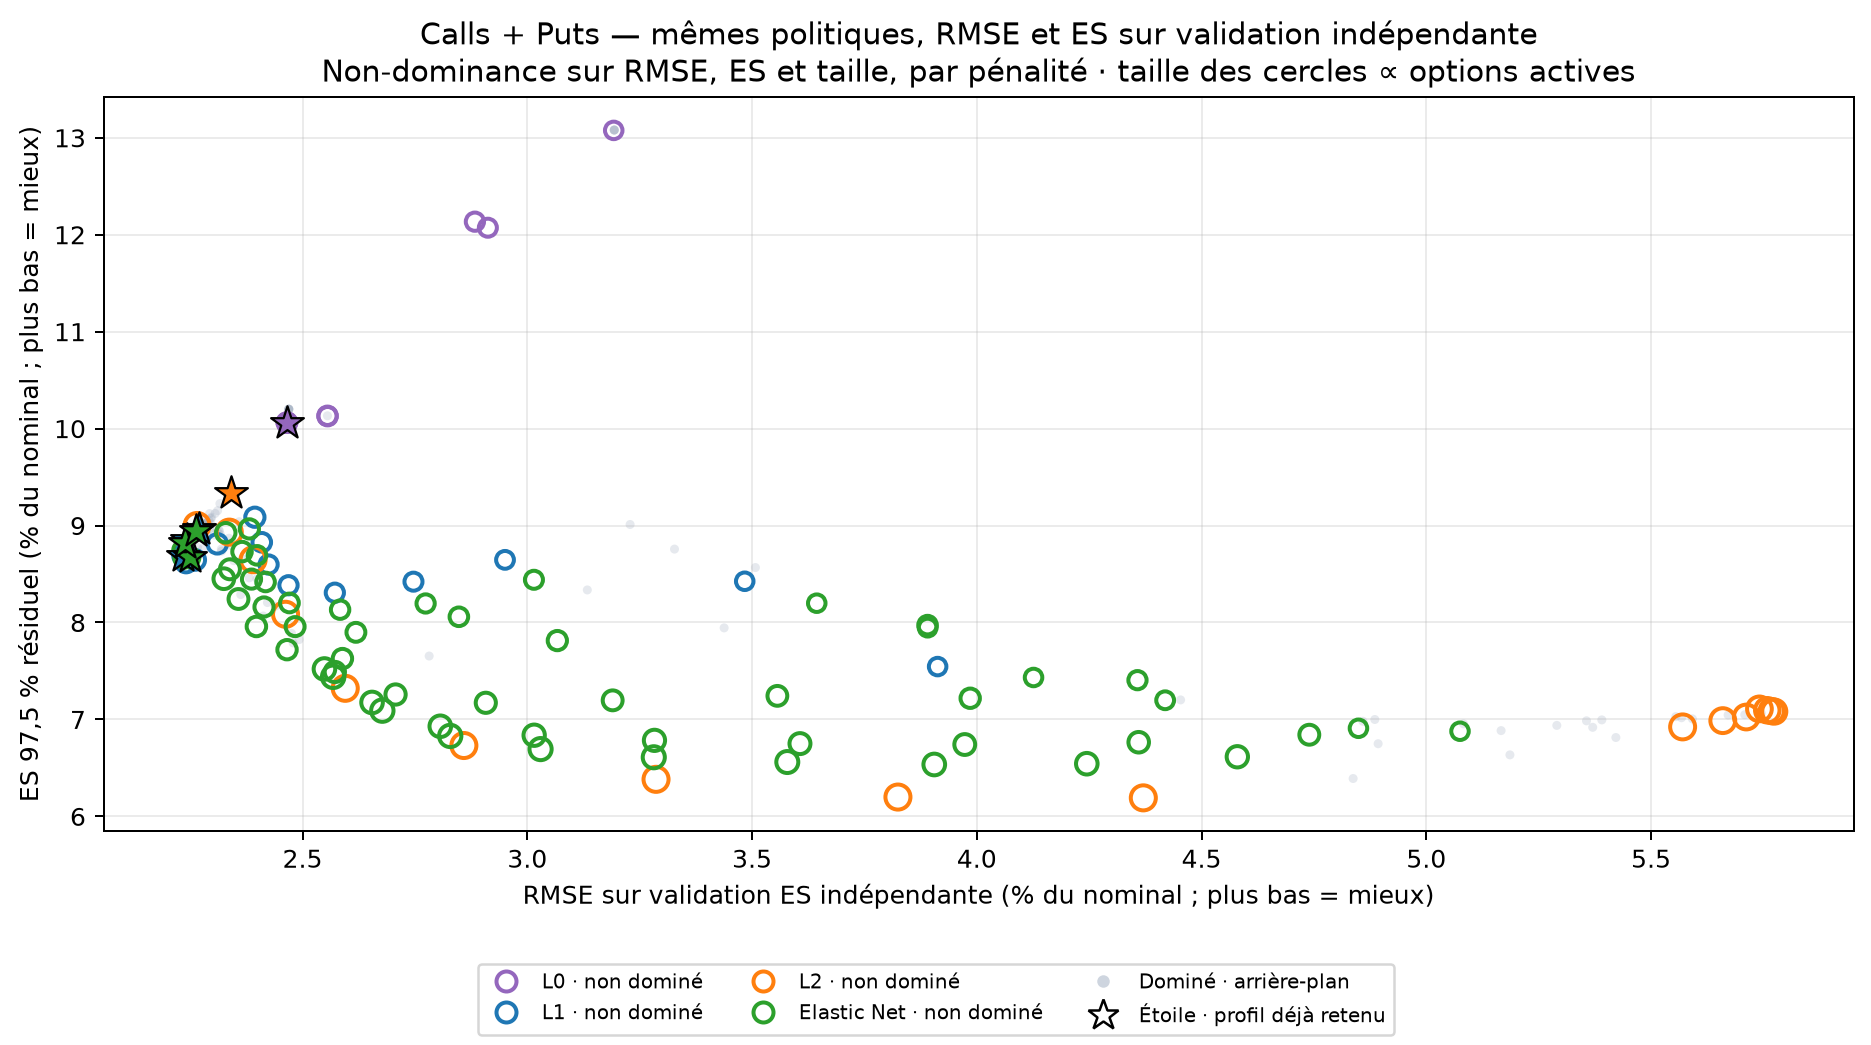 Calls + Puts — mêmes politiques, RMSE et ES sur validation indépendante
Non-dominance sur RMSE, ES et taille, par pénalité · taille des cercles ∝ options actives
ES 97,5 % résiduel (% du nominal ; plus bas = mieux)
13
12
11
10
9
8
7
6
2.5
3.0
3.5
4.0
4.5
5.0
5.5
RMSE sur validation ES indépendante (% du nominal ; plus bas = mieux)
L0 · non dominé
L1 · non dominé
L2 · non dominé
Elastic Net · non dominé
Dominé · arrière-plan
Étoile · profil déjà retenu